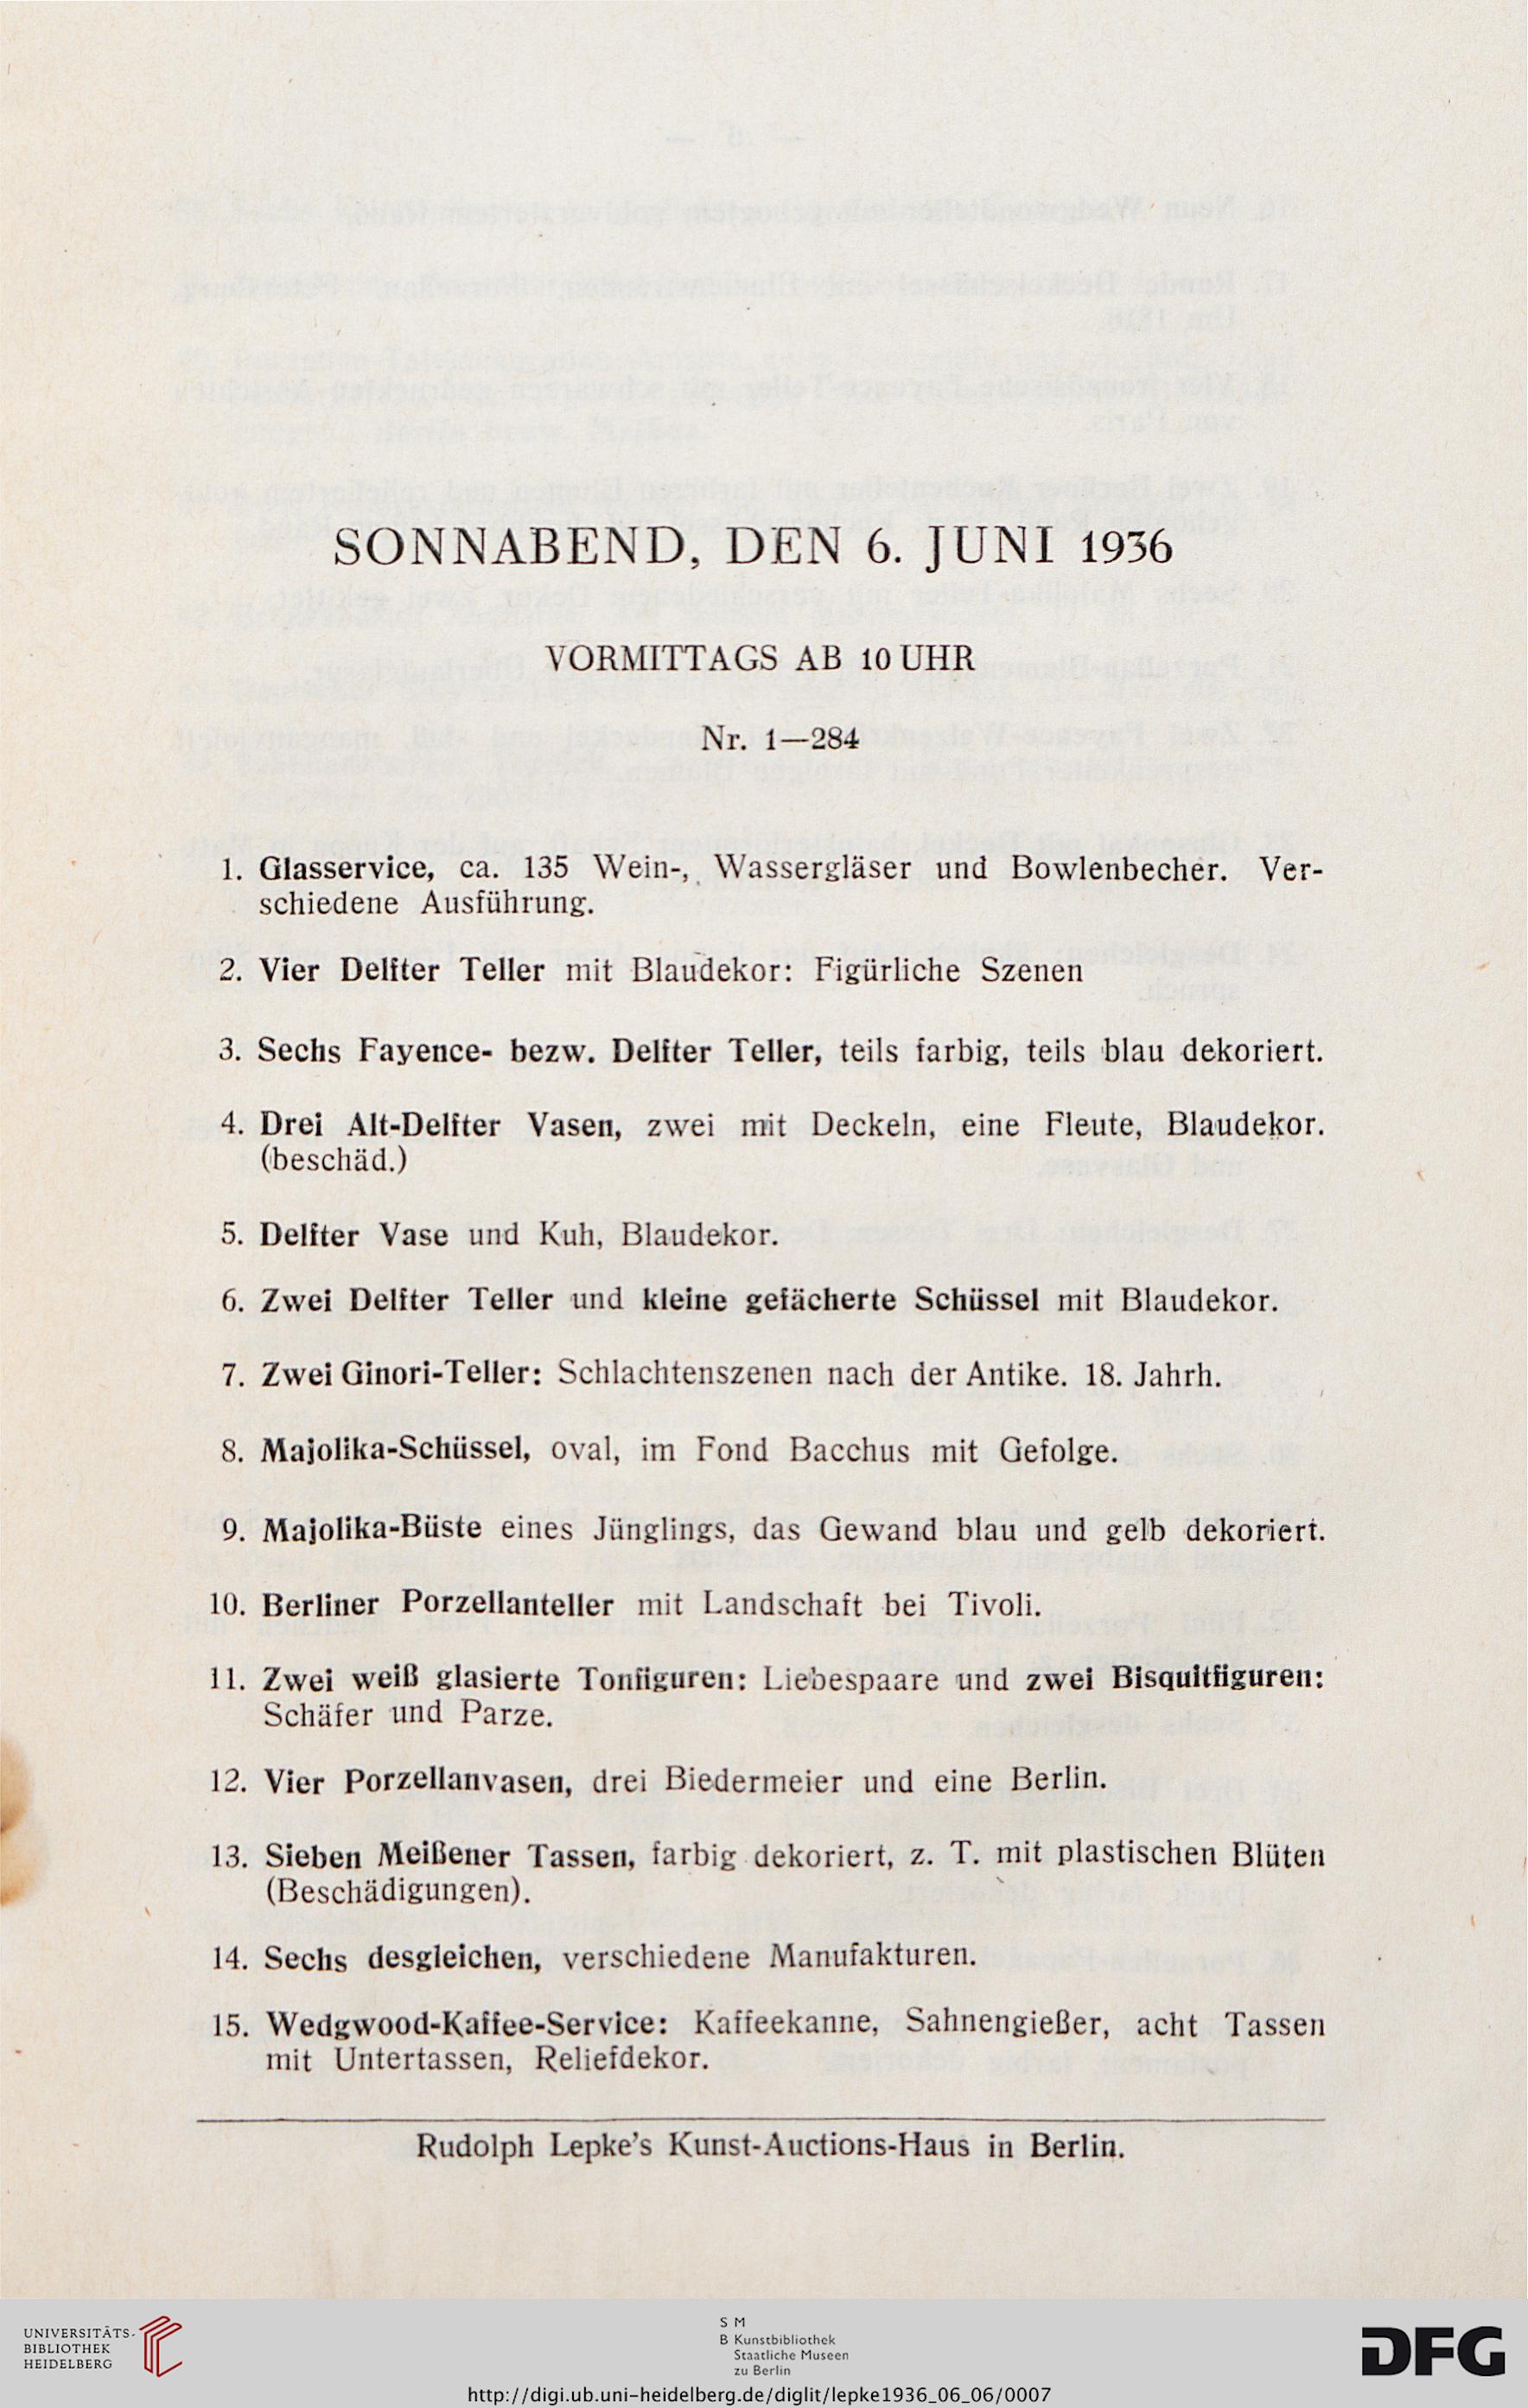 SONNABEND, DEN 6. JUNI 1936
VORMITTAGS AB 10 UHR
Nr. 1—284
1. Glasservice, ca. 135 Wein-, Wassergläser und Bowlenbecher. Ver-
schiedene Ausführung.
2. Vier Delfter Teller mit Blaudekor: Figürliche Szenen
3. Sechs Fayence- bezw. Delfter Teller, teils farbig, teils blau dekoriert.
4. Drei Alt-Delfter Vasen, zwei mit Deckeln, eine Fleute, Blaudekor.
(beschäd.)
5. Delfter Vase und Kuh, Blaudekor.
6. Zwei Delfter Teller und kleine gefächerte Schüssel mit Blaudekor.
7. Zwei Ginori-Teller: Schlachtenszenen nach der Antike. 18. Jahrh.
8. Majolika-Schüssel, oval, im Fond Bacchus mit Gefolge.
9. Majolika-Büste eines Jünglings, das Gewand blau und gelb dekoriert.
10. Berliner Porzellanteller mit Landschaft bei Tivoli.
11. Zwei weiß glasierte Tonfiguren: Liebespaare und zwei Bisquitfiguren:
Schäfer und Parze.
12. Vier Porzellanvasen, drei Biedermeier und eine Berlin.
13. Sieben Meißener Tassen, farbig dekoriert, z. T. mit plastischen Blüten
(Beschädigungen).
14. Sechs desgleichen, verschiedene Manufakturen.
15. Wedgwood-Kaffee-Service: Kaffeekanne, Sahnengießer, acht Tassen
mit Untertassen, Reliefdekor.
Rudolph Lepke's Kunst-Auctions-Haus in Berlin.
UNIVERSITÄTS-
BIBLIOTHEK
HEIDELBERG
S M
B Kunstbibliothek
Staatliche Museen
zu Berlin
DFG
http://digi.ub.uni-heidelberg.de/diglit/lepke1936_06_06/0007